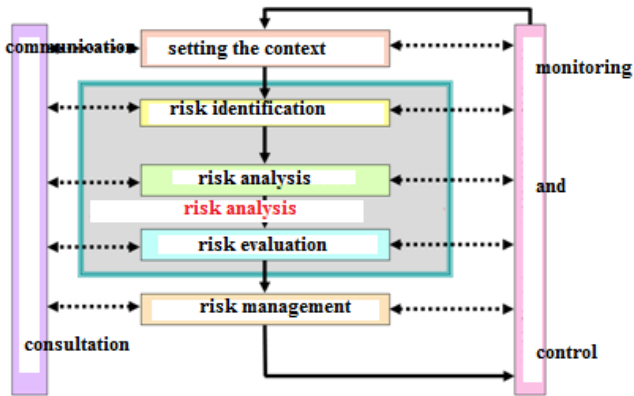 communication
setting the context
monitoring
risk identification
risk analysis
and
risk analysis
risk evaluation
risk management
consultation
control